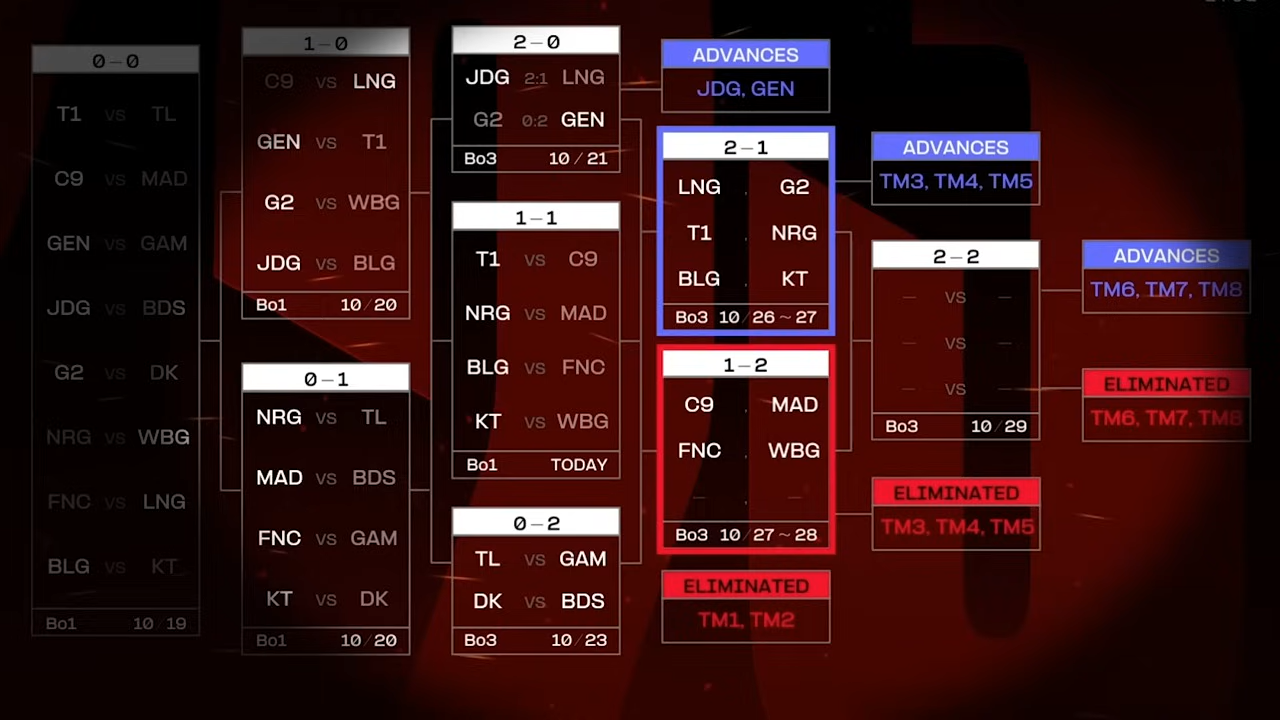 0–0
T1 vs TL
C9 vs MAD
GEN vs GAM
JDG vs BDS
G2 vs DK
NRG vs WBG
FNC vs LNG
BLG vs KT
Bo1 10/19
1–0
C9 vs LNG
GEN vs T1
G2 vs WBG
JDG vs BLG
Bo1 10/20
0–1
NRG vs TL
MAD vs BDS
FNC vs GAM
KT vs DK
Bo1 10/20
2–0
JDG 2:1 LNG
G2 0:2 GEN
Bo3 10/21
1–1
T1 vs C9
NRG vs MAD
BLG vs FNC
KT vs WBG
Bo1 TODAY
0–2
TL vs GAM
DK vs BDS
Bo3 10/23
ADVANCES
JDG, GEN
2–1
LNG . G2
T1 . NRG
BLG . KT
Bo3 10/26~27
1–2
C9 . MAD
FNC . WBG
– . –
Bo3 10/27~28
ELIMINATED
TM1, TM2
ADVANCES
TM3, TM4, TM5
2–2
– vs –
– vs –
– vs –
Bo3 10/29
ELIMINATED
TM3, TM4, TM5
ADVANCES
TM6, TM7, TM8
ELIMINATED
TM6, TM7, TM8